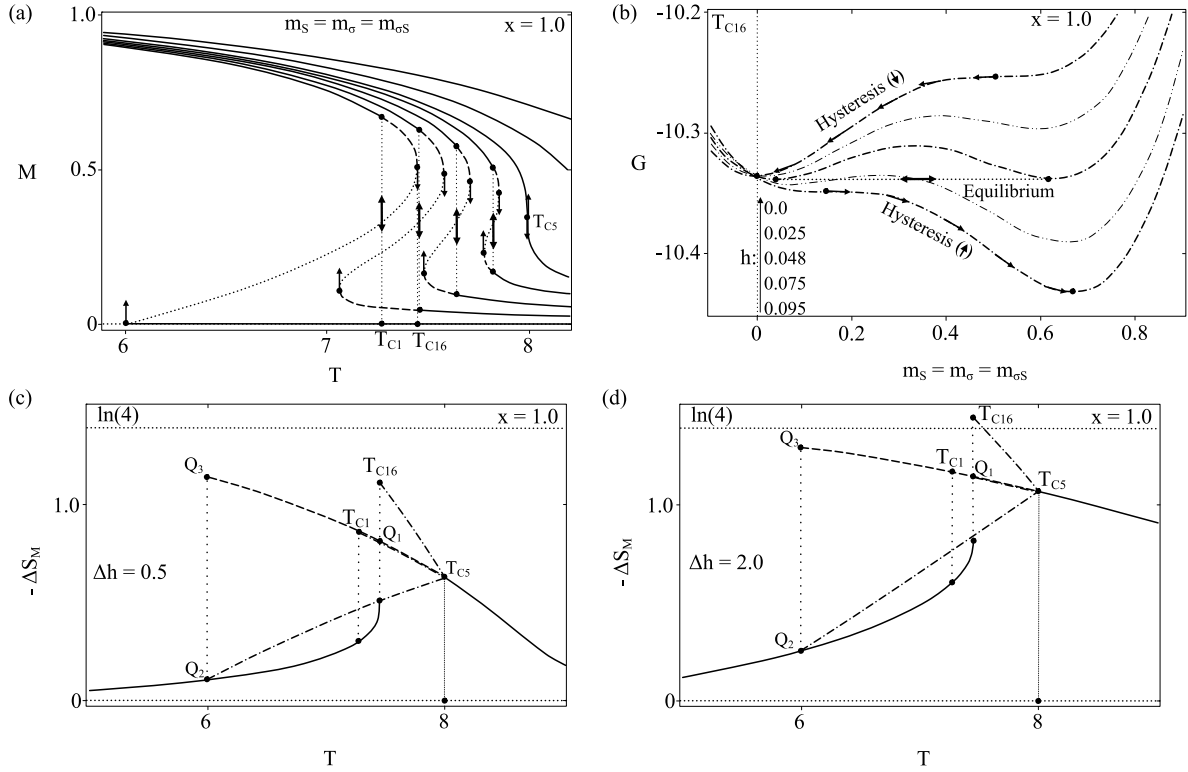 (a)
m_S = m_σ = m_σS
x = 1.0
1.0
M
0.5
T_C5
0
6
7
8
T_C1
T_C16
T
(b)
-10.2
T_C16
x = 1.0
Hysteresis (↓)
-10.3
G
Equilibrium
Hysteresis (↑)
h:
0.0
0.025
0.048
0.075
0.095
-10.4
0
0.2
0.4
0.6
0.8
m_S = m_σ = m_σS
(c)
ln(4)
x = 1.0
Q_3
T_C16
1.0
T_C1
Q_1
- ΔS_M
Δh = 0.5
T_C5
Q_2
0
6
8
T
(d)
ln(4)
T_C16
x = 1.0
Q_3
T_C1
Q_1
T_C5
1.0
- ΔS_M
Δh = 2.0
Q_2
0
6
8
T